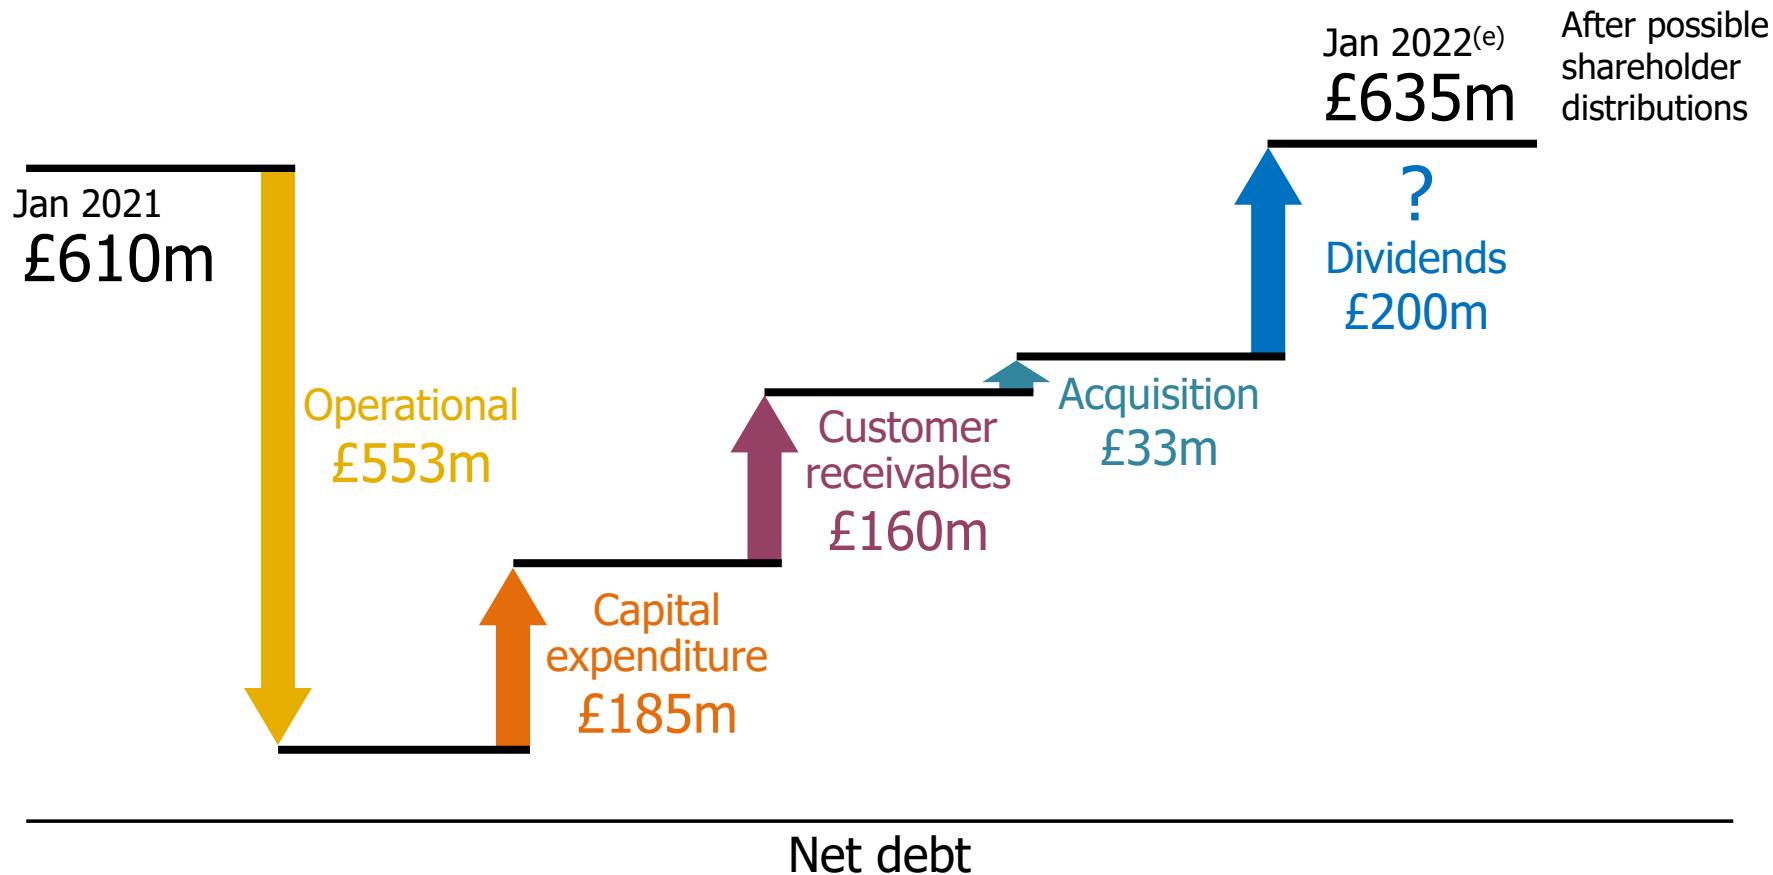 Jan 2021
£610m
Operational
£553m
Capital
expenditure
£185m
Customer
receivables
£160m
Acquisition
£33m
?
Dividends
£200m
Jan 2022(e)
£635m
After possible
shareholder
distributions
Net debt